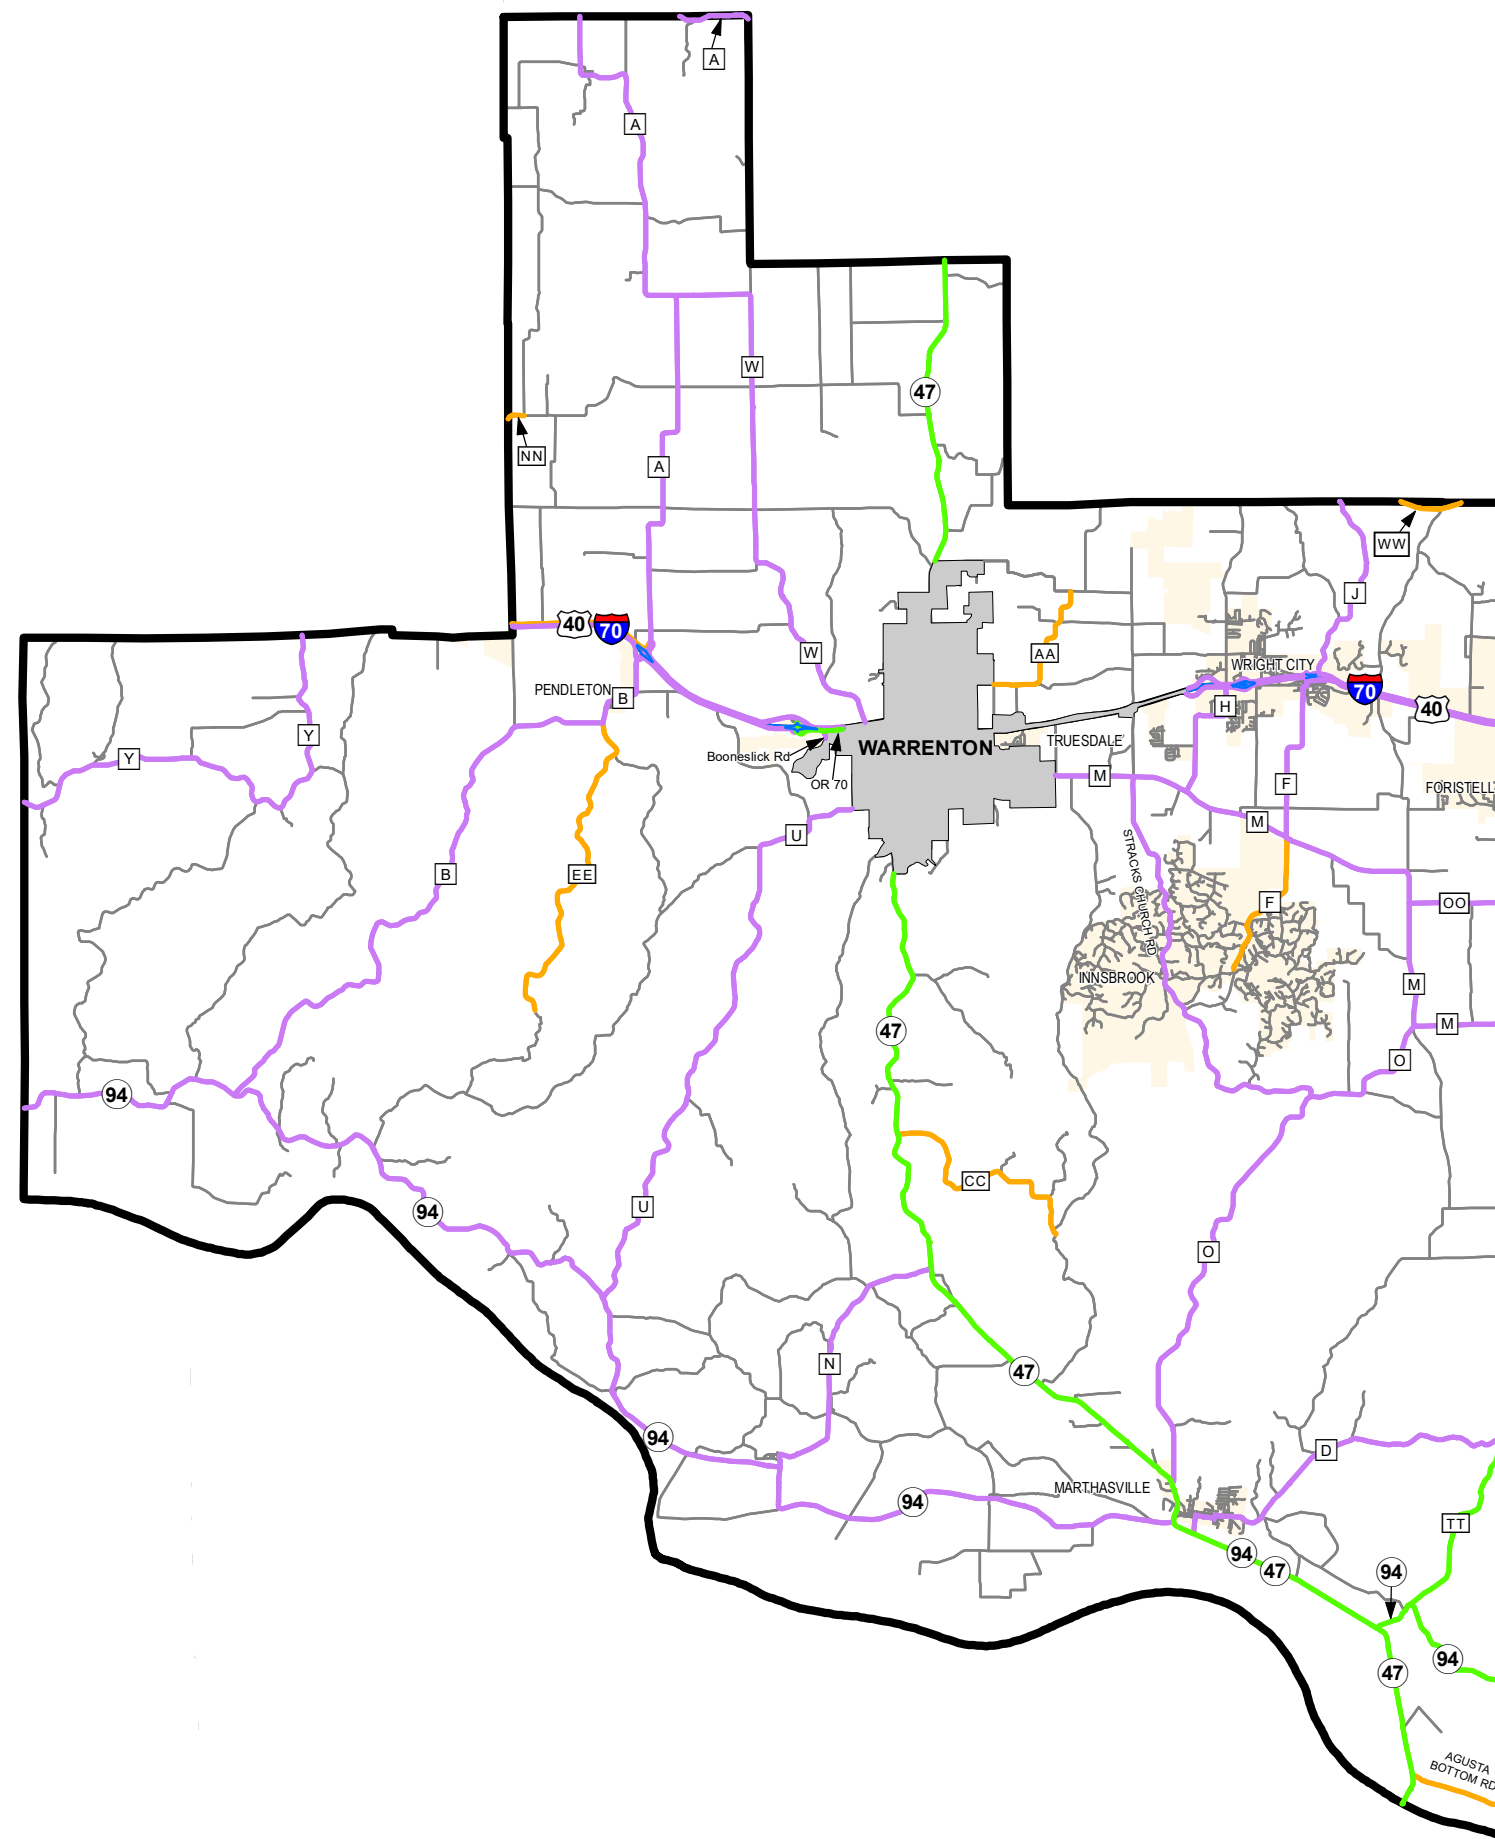 A
A
W
47
NN
A
WW
J
40
70
W
AA
WRIGHT CITY
PENDLETON
B
70
H
40
Y
Y
WARRENTON
TRUESDALE
Booneslick Rd
M
OR 70
F
FORISTELL
M
U
STRACKS CHURCH RD
B
EE
F
OO
INNSBROOK
M
47
M
O
94
CC
U
94
O
N
47
94
D
MARTHASVILLE
94
TT
94
47
94
94
47
AGUSTA
BOTTOM RD